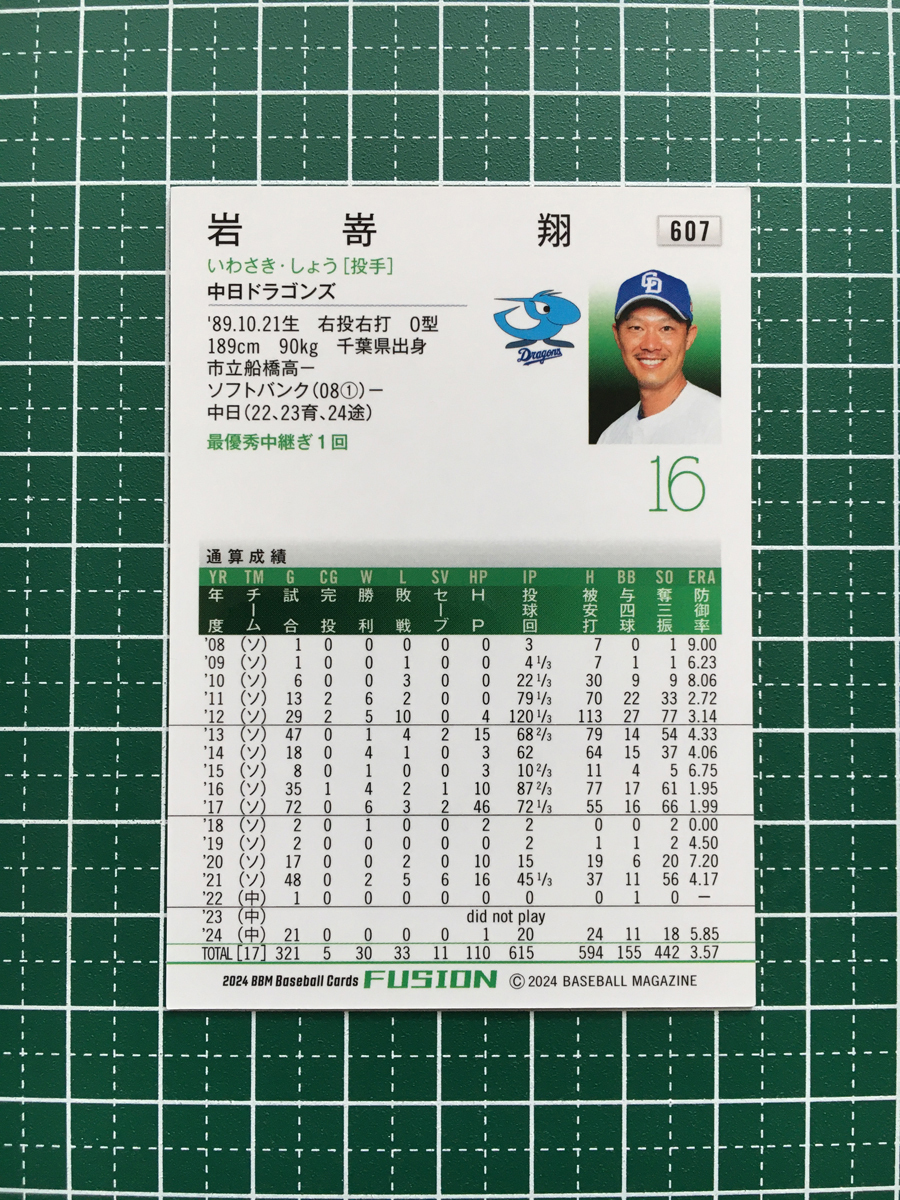 岩嵜 翔 607
いわさき・しょう[投手]
中日ドラゴンズ
'89.10.21生 右投右打 O型
189cm 90kg 千葉県出身
市立船橋高ー
ソフトバンク(08①)ー
中日(22、23育、24途)
最優秀中継ぎ1回
CD
Dragons
16
通算成績
YR TM G CG W L SV HP IP H BB SO ERA
年度 チーム 試合 完投 勝利 敗戦 セーブ HP 投球回 被安打 与四球 奪三振 防御率
'08 (ソ) 1 0 0 0 0 0 3 7 0 1 9.00
'09 (ソ) 1 0 0 1 0 0 4 1/3 7 1 1 6.23
'10 (ソ) 6 0 0 3 0 0 22 1/3 30 9 9 8.06
'11 (ソ) 13 2 6 2 0 0 79 1/3 70 22 33 2.72
'12 (ソ) 29 2 5 10 0 4 120 1/3 113 27 77 3.14
'13 (ソ) 47 0 1 4 2 15 68 2/3 79 14 54 4.33
'14 (ソ) 18 0 4 1 0 3 62 64 15 37 4.06
'15 (ソ) 8 0 1 0 0 3 10 2/3 11 4 5 6.75
'16 (ソ) 35 1 4 2 1 10 87 2/3 77 17 61 1.95
'17 (ソ) 72 0 6 3 2 46 72 1/3 55 16 66 1.99
'18 (ソ) 2 0 1 0 0 2 2 0 0 2 0.00
'19 (ソ) 2 0 0 0 0 0 2 1 1 2 4.50
'20 (ソ) 17 0 0 2 0 10 15 19 6 20 7.20
'21 (ソ) 48 0 2 5 6 16 45 1/3 37 11 56 4.17
'22 (中) 1 0 0 0 0 0 0 0 1 0 ー
'23 (中) did not play
'24 (中) 21 0 0 0 0 1 20 24 11 18 5.85
TOTAL [17] 321 5 30 33 11 110 615 594 155 442 3.57
2024 BBM Baseball Cards FUSION © 2024 BASEBALL MAGAZINE